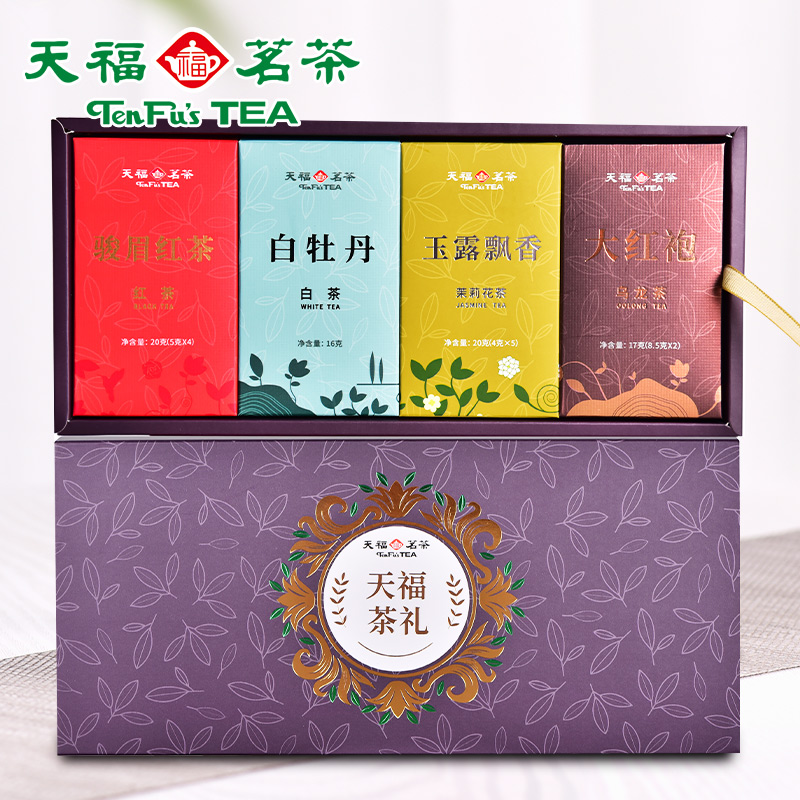 天福 福 茗茶
TenFu's TEA
天福 茗茶
TenFu's TEA
骏眉红茶
红茶
BLACK TEA
净含量：20克(5克X4)
天福 茗茶
TenFu's TEA
白牡丹
白茶
WHITE TEA
净含量：16克
天福 茗茶
TenFu's TEA
玉露飘香
茉莉花茶
JASMINE TEA
净含量：20克(4克×5)
天福 茗茶
TenFu's TEA
大红袍
乌龙茶
OOLONG TEA
净含量：17克(8.5克X2)
天福 茗茶
TenFu's TEA
天福
茶礼